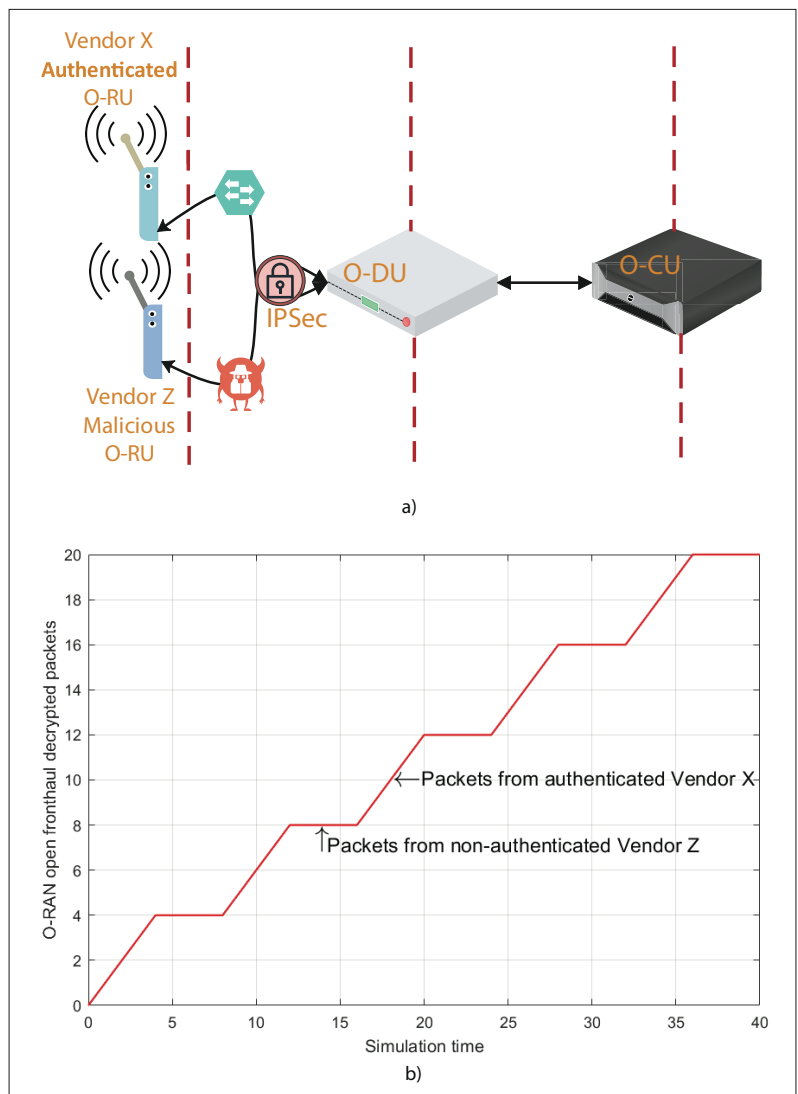 Vendor X
Authenticated
O-RU
O-DU
O-CU
IPSec
Vendor Z
Malicious
O-RU
a)
20
18
16
14
12
10
8
6
4
2
0
O-RAN open fronthaul decrypted packets
Packets from authenticated Vendor X
Packets from non-authenticated Vendor Z
0 5 10 15 20 25 30 35 40
Simulation time
b)